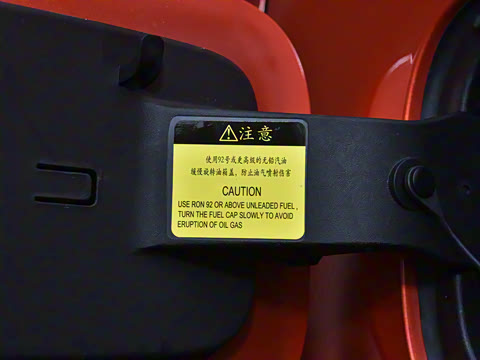 注意
使用92号或更高级的无铅汽油
缓慢旋转油箱盖、防止油气喷射伤害
CAUTION
USE RON 92 OR ABOVE UNLEADED FUEL,
TURN THE FUEL CAP SLOWLY TO AVOID
ERUPTION OF OIL GAS